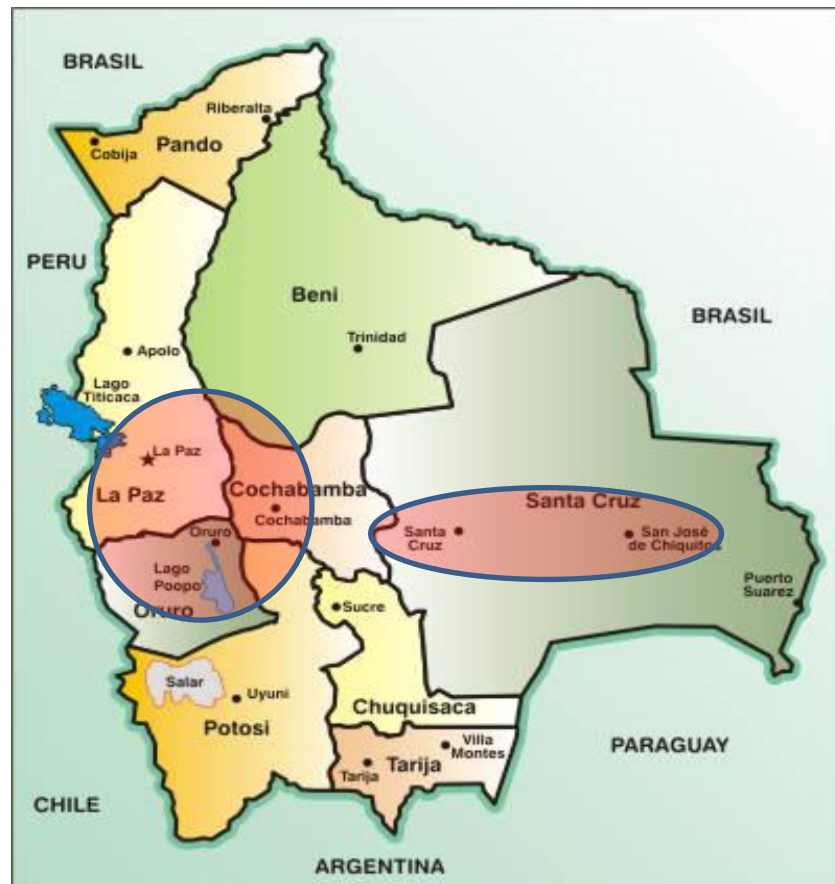 BRASIL
Riberalta
Pando
Cobija
PERU
Beni
BRASIL
Trinidad
Apolo
Lago
Titicaca
La Paz
La Paz
Cochabamba
Cochabamba
Santa Cruz
Santa
Cruz
San José
de Chiquitos
Oruro
Lago
Poopo
Oruro
Puerto
Suarez
Sucre
Salar
Uyuni
Potosi
Chuquisaca
Villa
Montes
Tarija
Tarija
PARAGUAY
CHILE
ARGENTINA